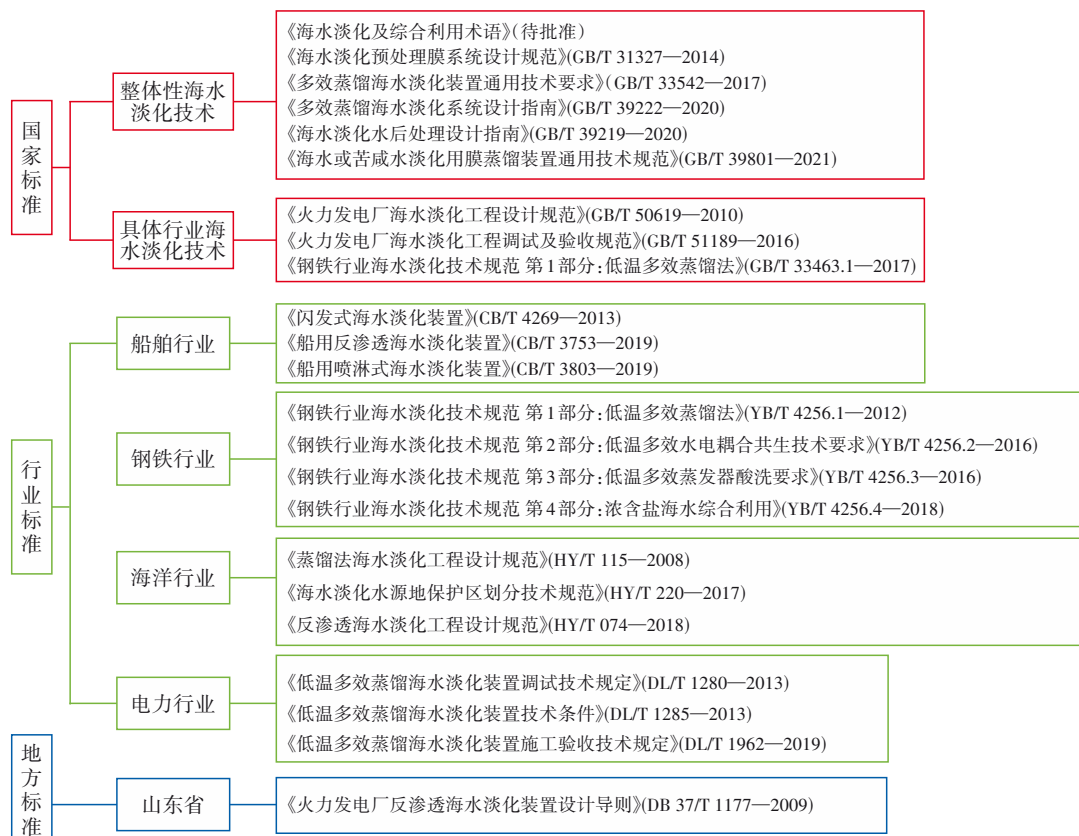 国家标准
整体性海水
淡化技术
《海水淡化及综合利用术语》(待批准)
《海水淡化预处理膜系统设计规范》(GB/T 31327—2014)
《多效蒸馏海水淡化装置通用技术要求》(GB/T 33542—2017)
《多效蒸馏海水淡化系统设计指南》(GB/T 39222—2020)
《海水淡化水后处理设计指南》(GB/T 39219—2020)
《海水或苦咸水淡化用膜蒸馏装置通用技术规范》(GB/T 39801—2021)
具体行业海
水淡化技术
《火力发电厂海水淡化工程设计规范》(GB/T 50619—2010)
《火力发电厂海水淡化工程调试及验收规范》(GB/T 51189—2016)
《钢铁行业海水淡化技术规范 第1部分:低温多效蒸馏法》(GB/T 33463.1—2017)
行业标准
船舶行业
《闪发式海水淡化装置》(CB/T 4269—2013)
《船用反渗透海水淡化装置》(CB/T 3753—2019)
《船用喷淋式海水淡化装置》(CB/T 3803—2019)
钢铁行业
《钢铁行业海水淡化技术规范 第1部分:低温多效蒸馏法》(YB/T 4256.1—2012)
《钢铁行业海水淡化技术规范 第2部分:低温多效水电耦合共生技术要求》(YB/T 4256.2—2016)
《钢铁行业海水淡化技术规范 第3部分:低温多效蒸发器酸洗要求》(YB/T 4256.3—2016)
《钢铁行业海水淡化技术规范 第4部分:浓含盐海水综合利用》(YB/T 4256.4—2018)
海洋行业
《蒸馏法海水淡化工程设计规范》(HY/T 115—2008)
《海水淡化水源地保护区划分技术规范》(HY/T 220—2017)
《反渗透海水淡化工程设计规范》(HY/T 074—2018)
电力行业
《低温多效蒸馏海水淡化装置调试技术规定》(DL/T 1280—2013)
《低温多效蒸馏海水淡化装置技术条件》(DL/T 1285—2013)
《低温多效蒸馏海水淡化装置施工验收技术规定》(DL/T 1962—2019)
地方标准
山东省
《火力发电厂反渗透海水淡化装置设计导则》(DB 37/T 1177—2009)